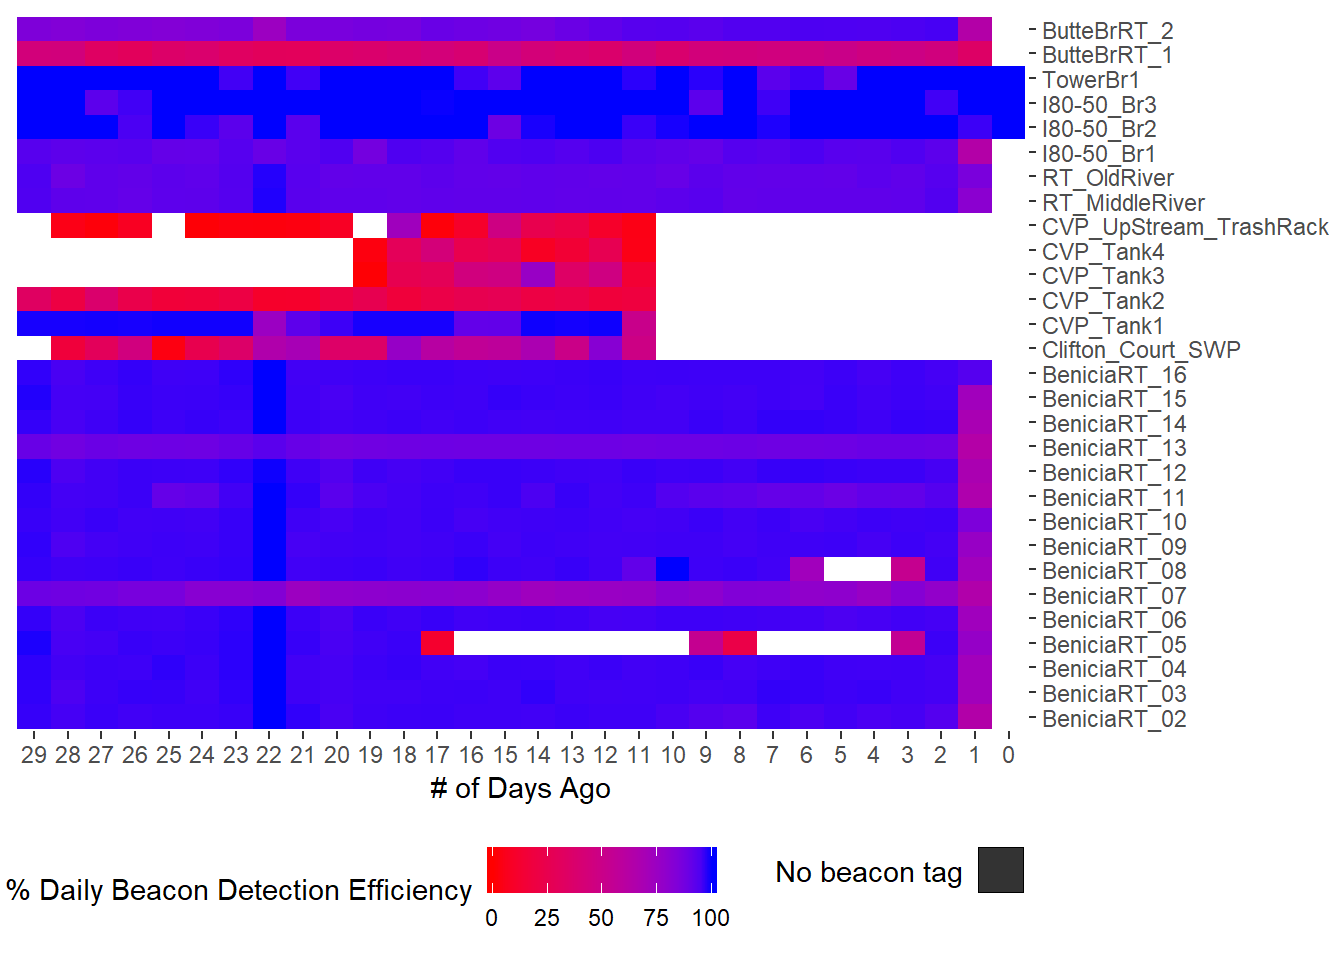 ButteBrRT_2
ButteBrRT_1
TowerBr1
I80-50_Br3
I80-50_Br2
I80-50_Br1
RT_OldRiver
RT_MiddleRiver
CVP_UpStream_TrashRack
CVP_Tank4
CVP_Tank3
CVP_Tank2
CVP_Tank1
Clifton_Court_SWP
BeniciaRT_16
BeniciaRT_15
BeniciaRT_14
BeniciaRT_13
BeniciaRT_12
BeniciaRT_11
BeniciaRT_10
BeniciaRT_09
BeniciaRT_08
BeniciaRT_07
BeniciaRT_06
BeniciaRT_05
BeniciaRT_04
BeniciaRT_03
BeniciaRT_02
29 28 27 26 25 24 23 22 21 20 19 18 17 16 15 14 13 12 11 10 9 8 7 6 5 4 3 2 1 0
# of Days Ago
% Daily Beacon Detection Efficiency
0 25 50 75 100
No beacon tag